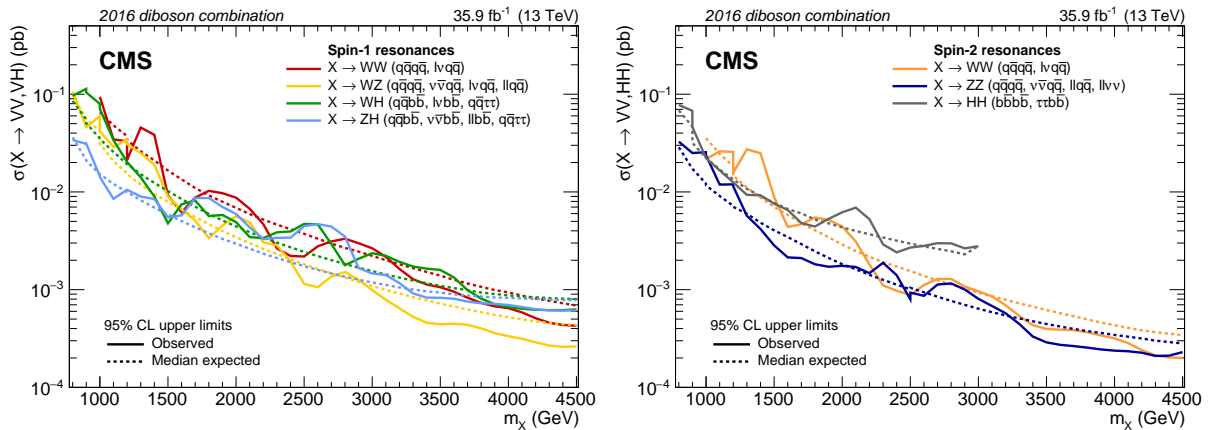 2016 diboson combination 35.9 fb⁻¹ (13 TeV)
CMS
Spin-1 resonances
X → WW (qq̄qq̄, lνqq̄)
X → WZ (qq̄qq̄, νν̄qq̄, lνqq̄, llqq̄)
X → WH (qq̄bb̄, lνbb̄, qq̄ττ)
X → ZH (qq̄bb̄, νν̄bb̄, llbb̄, qq̄ττ)
σ(X → VV,VH) (pb)
10⁻¹
10⁻²
10⁻³
10⁻⁴
95% CL upper limits
Observed
Median expected
1000 1500 2000 2500 3000 3500 4000 4500
m_X (GeV)
2016 diboson combination 35.9 fb⁻¹ (13 TeV)
CMS
Spin-2 resonances
X → WW (qq̄qq̄, lνqq̄)
X → ZZ (qq̄qq̄, νν̄qq̄, llqq̄, llνν)
X → HH (bb̄bb̄, ττbb̄)
σ(X → VV,HH) (pb)
10⁻¹
10⁻²
10⁻³
10⁻⁴
95% CL upper limits
Observed
Median expected
1000 1500 2000 2500 3000 3500 4000 4500
m_X (GeV)